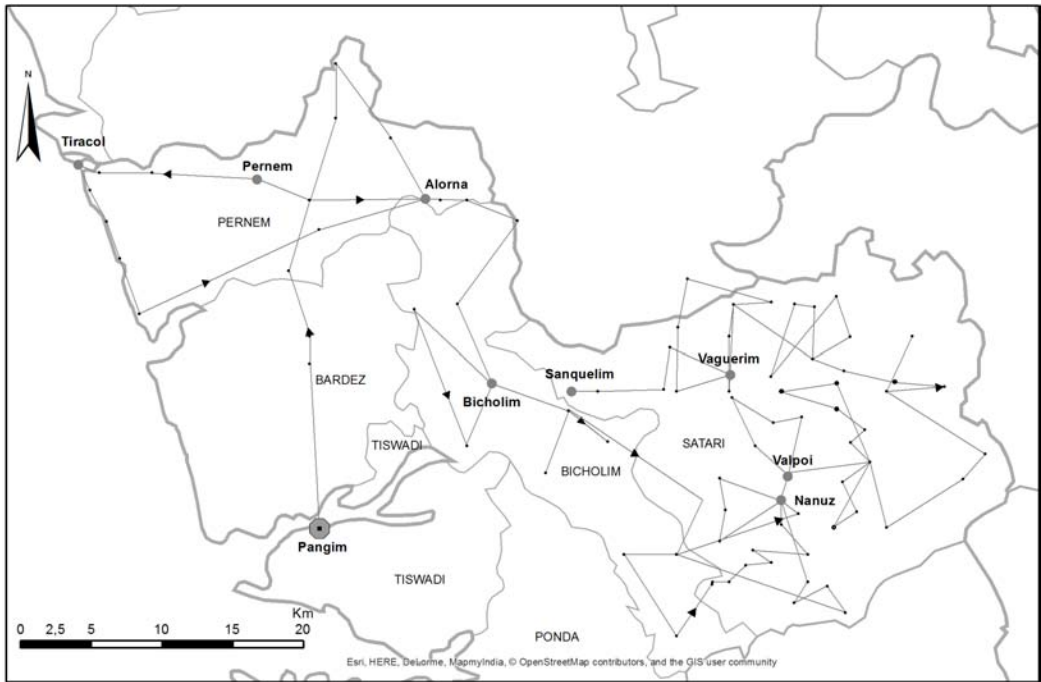 N
Tiracol
Pernem
Alorna
PERNEM
Vaguerim
Sanquelim
BARDEZ
Bicholim
TISWADI
SATARI
BICHOLIM
Valpoi
Nanuz
Pangim
TISWADI
Km
0 2,5 5 10 15 20
PONDA
Esri, HERE, DeLorme, MapmyIndia, © OpenStreetMap contributors, and the GIS user community